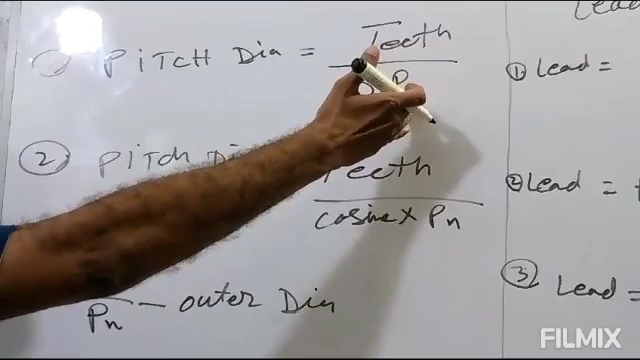 Lead
① Pitch Dia = Teeth
P
② Pitch Di
Teeth
cosine x Pn
Pn — outer Dia
① Lead =
② Lead =
③ Lead =
FILMIX